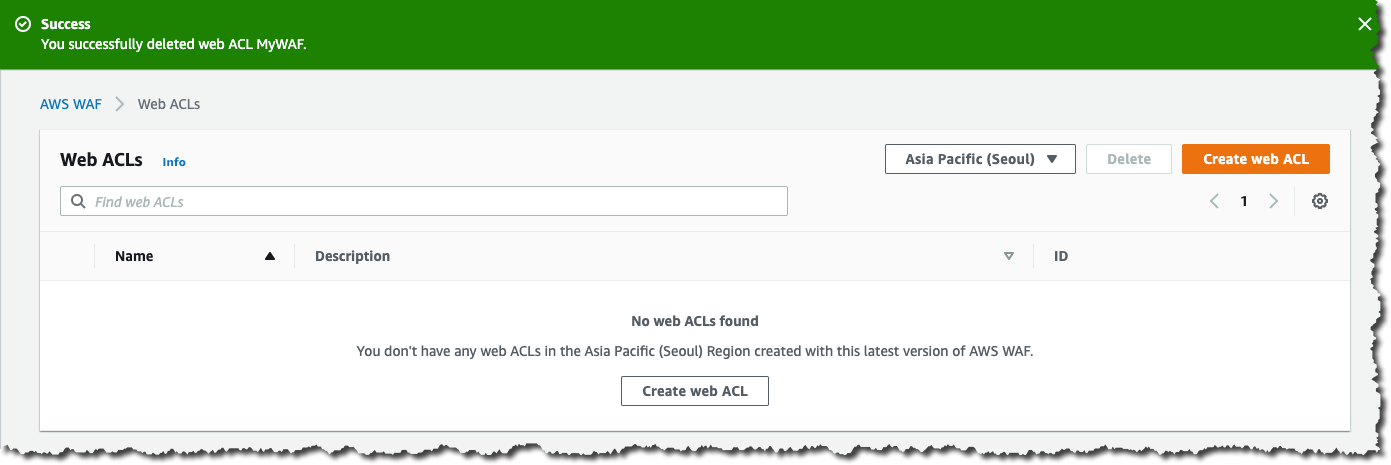 Success
You successfully deleted web ACL MyWAF.
AWS WAF Web ACLs
Web ACLs Info Asia Pacific (Seoul) Delete Create web ACL
Find web ACLs 1
Name Description ID
No web ACLs found
You don't have any web ACLs in the Asia Pacific (Seoul) Region created with this latest version of AWS WAF.
Create web ACL